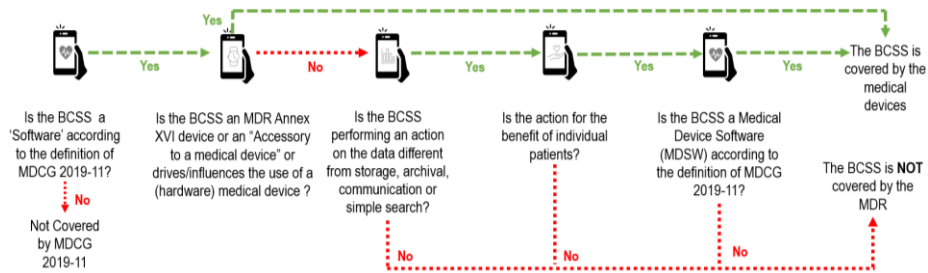 Yes
Yes
No
Yes
Yes
Yes
The BCSS is
covered by the
medical
devices
Is the BCSS a
'Software' according
to the definition of
MDCG 2019-11?
No
Not Covered
by MDCG
2019-11
Is the BCSS an MDR Annex
XVI device or an "Accessory
to a medical device" or
drives/influences the use of a
(hardware) medical device ?
Is the BCSS
performing an action
on the data different
from storage, archival,
communication or
simple search?
No
Is the action for the
benefit of individual
patients?
No
Is the BCSS a Medical
Device Software
(MDSW) according to
the definition of MDCG
2019-11?
No
The BCSS is NOT
covered by the
MDR